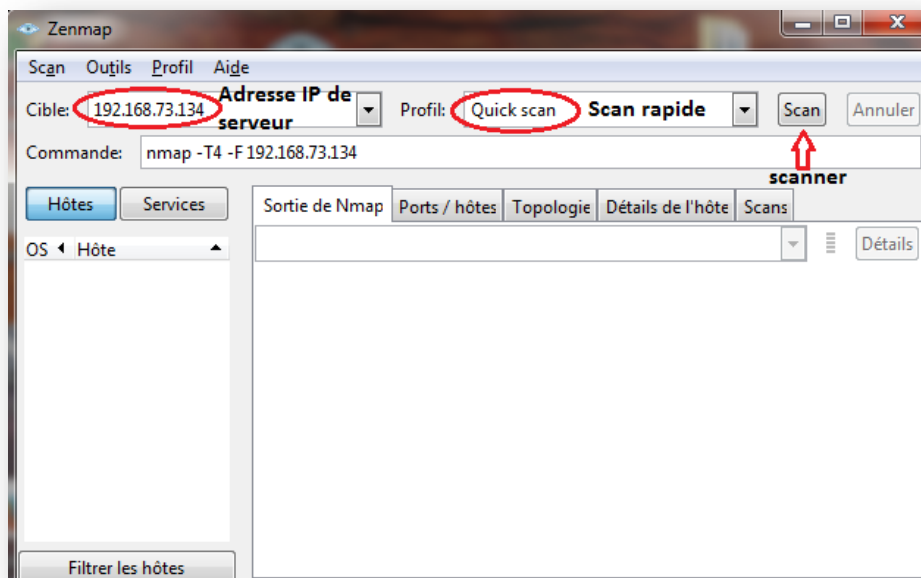 Zenmap
Scan Outils Profil Aide
Cible: 192.168.73.134 Adresse IP de serveur Profil: Quick scan Scan rapide Scan Annuler
Commande: nmap -T4 -F 192.168.73.134
scanner
Hôtes Services Sortie de Nmap Ports / hôtes Topologie Détails de l'hôte Scans
OS Hôte Détails
Filtrer les hôtes